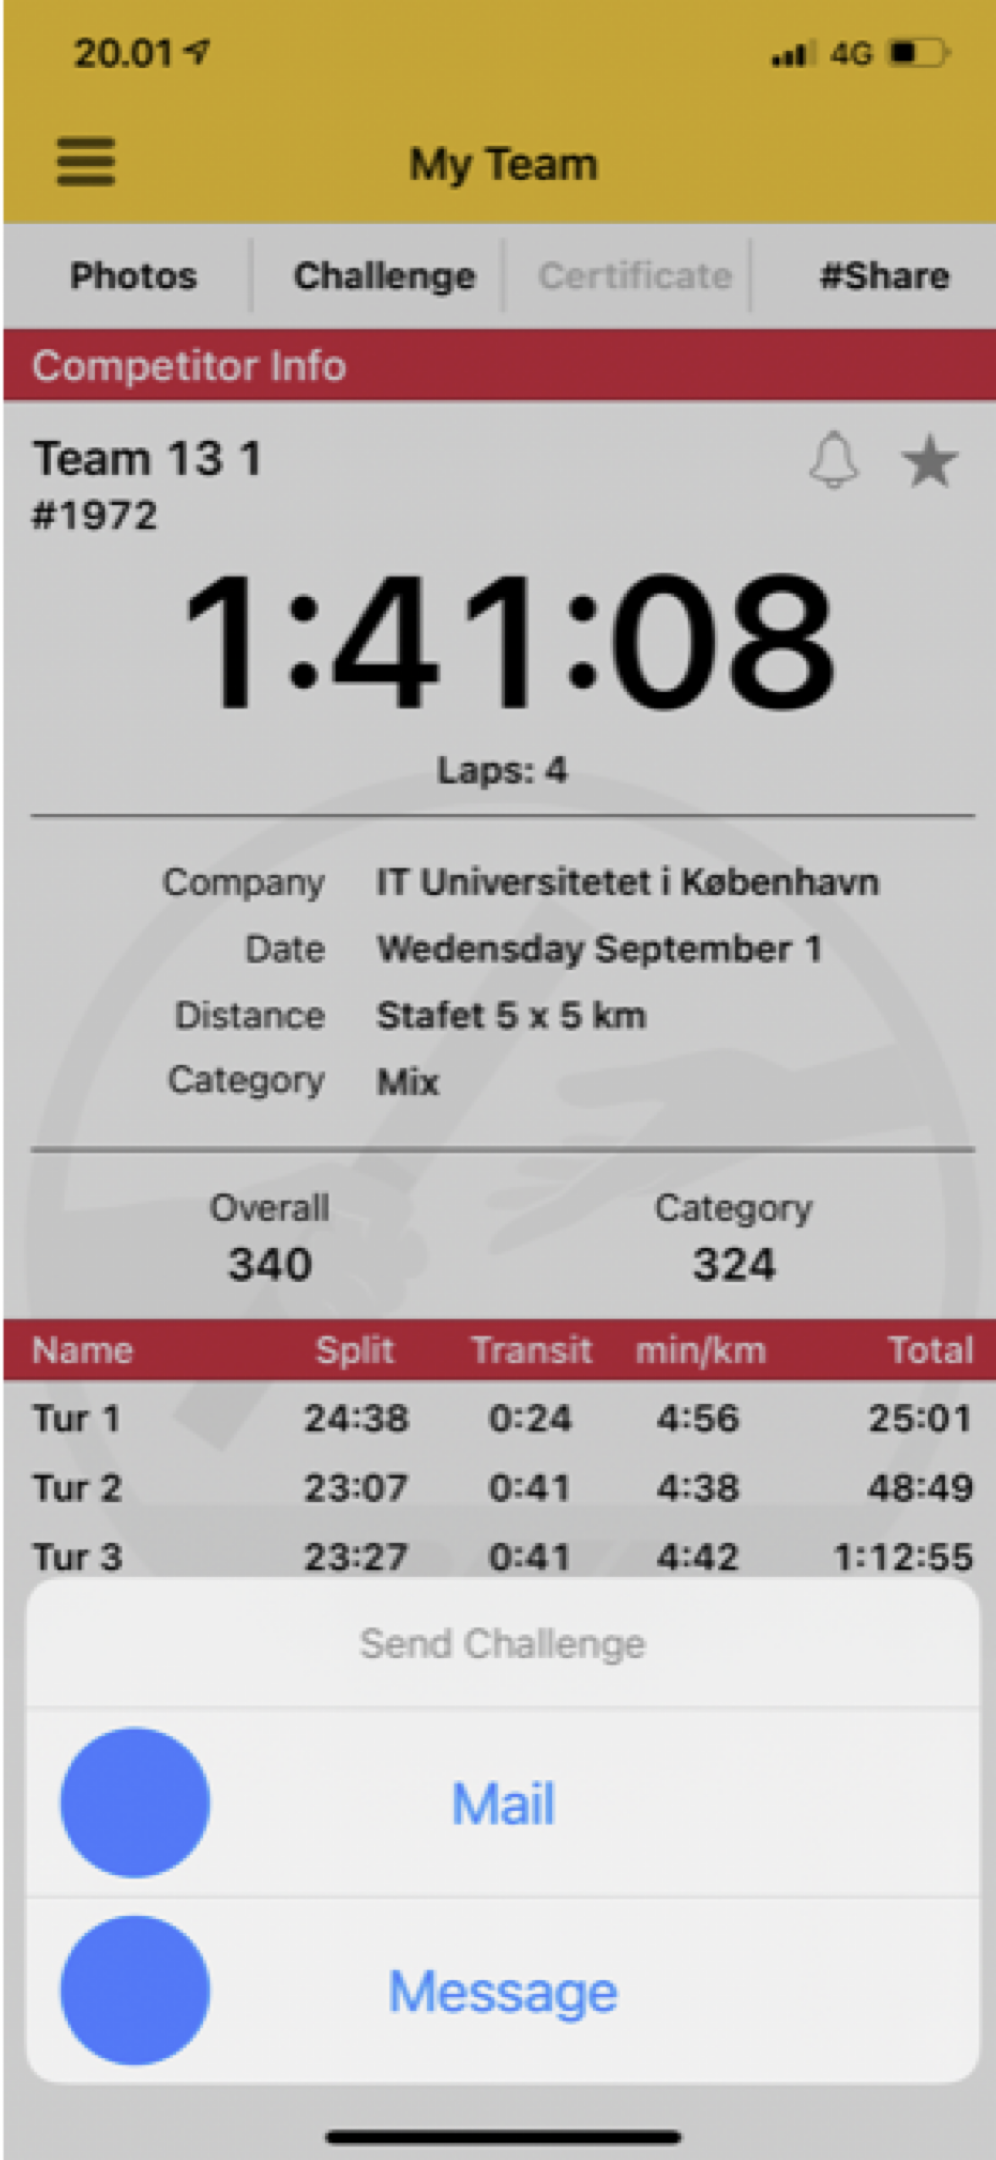 20.01 4G
My Team
Photos Challenge Certificate #Share
Competitor Info
Team 13 1
#1972
1:41:08
Laps: 4
Company IT Universitetet i København
Date Wedensday September 1
Distance Stafet 5 x 5 km
Category Mix
Overall Category
340 324
Name Split Transit min/km Total
Tur 1 24:38 0:24 4:56 25:01
Tur 2 23:07 0:41 4:38 48:49
Tur 3 23:27 0:41 4:42 1:12:55
Send Challenge
Mail
Message